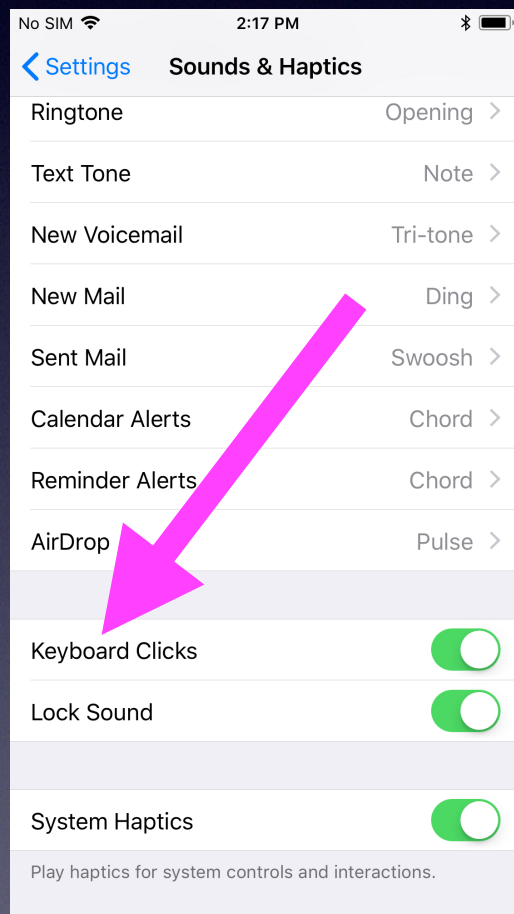 No SIM 2:17 PM
Settings Sounds & Haptics
Ringtone Opening
Text Tone Note
New Voicemail Tri-tone
New Mail Ding
Sent Mail Swoosh
Calendar Alerts Chord
Reminder Alerts Chord
AirDrop Pulse
Keyboard Clicks
Lock Sound
System Haptics
Play haptics for system controls and interactions.